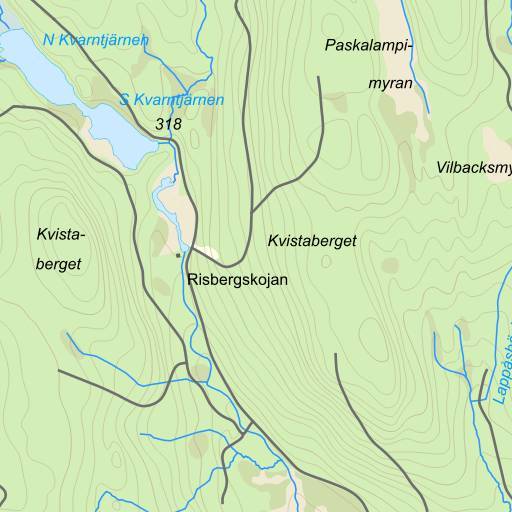 N Kvarntjärnen
Paskalampi-
myran
S Kvarntjärnen
318
Vilbacksmy
Kvista-
berget
Kvistaberget
Risbergskojan